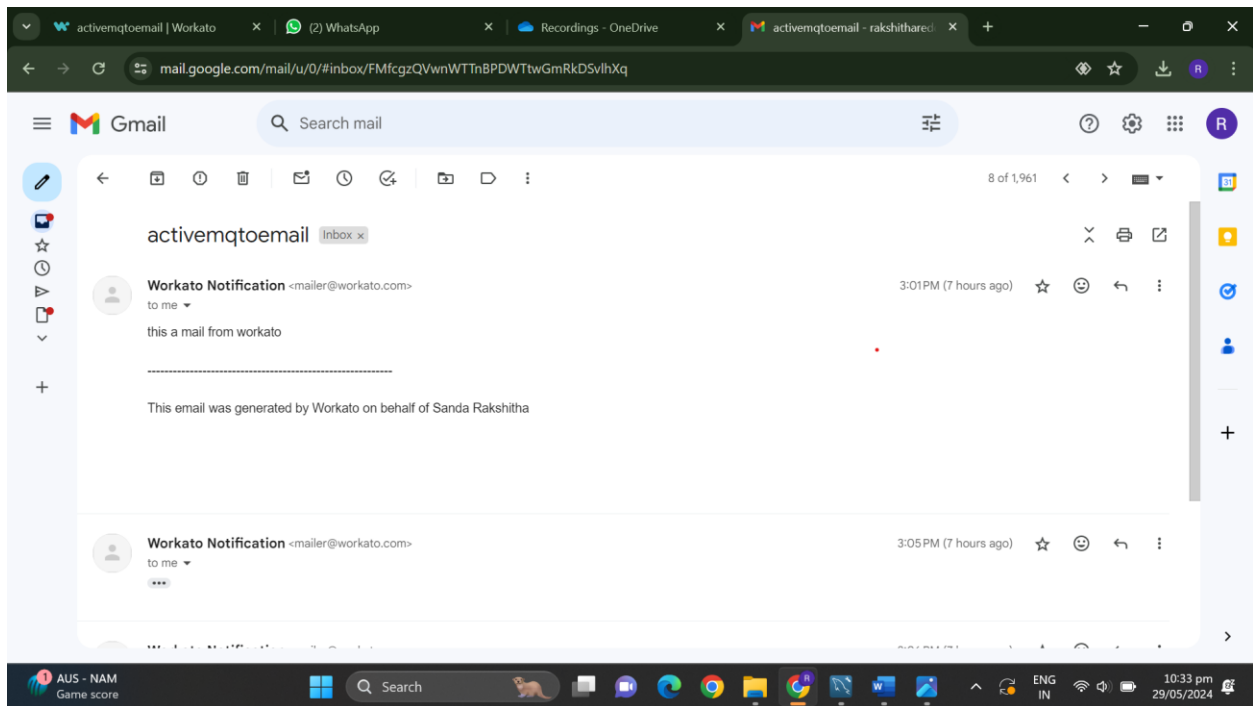 activemqtoemail | Workato
(2) WhatsApp
Recordings - OneDrive
activemqtoemail - rakshithared
mail.google.com/mail/u/0/#inbox/FMfcgzQVwnWTTnBPDWTtwGmRkDSvlhXq
R
Gmail
Search mail
R
8 of 1,961
31
activemqtoemail Inbox x
Workato Notification <mailer@workato.com> 3:01 PM (7 hours ago)
to me
this a mail from workato
----------------------------------------------------------
This email was generated by Workato on behalf of Sanda Rakshitha
Workato Notification <mailer@workato.com> 3:05 PM (7 hours ago)
to me
1
AUS - NAM
Game score
Search
R
ENG
IN
10:33 pm
29/05/2024